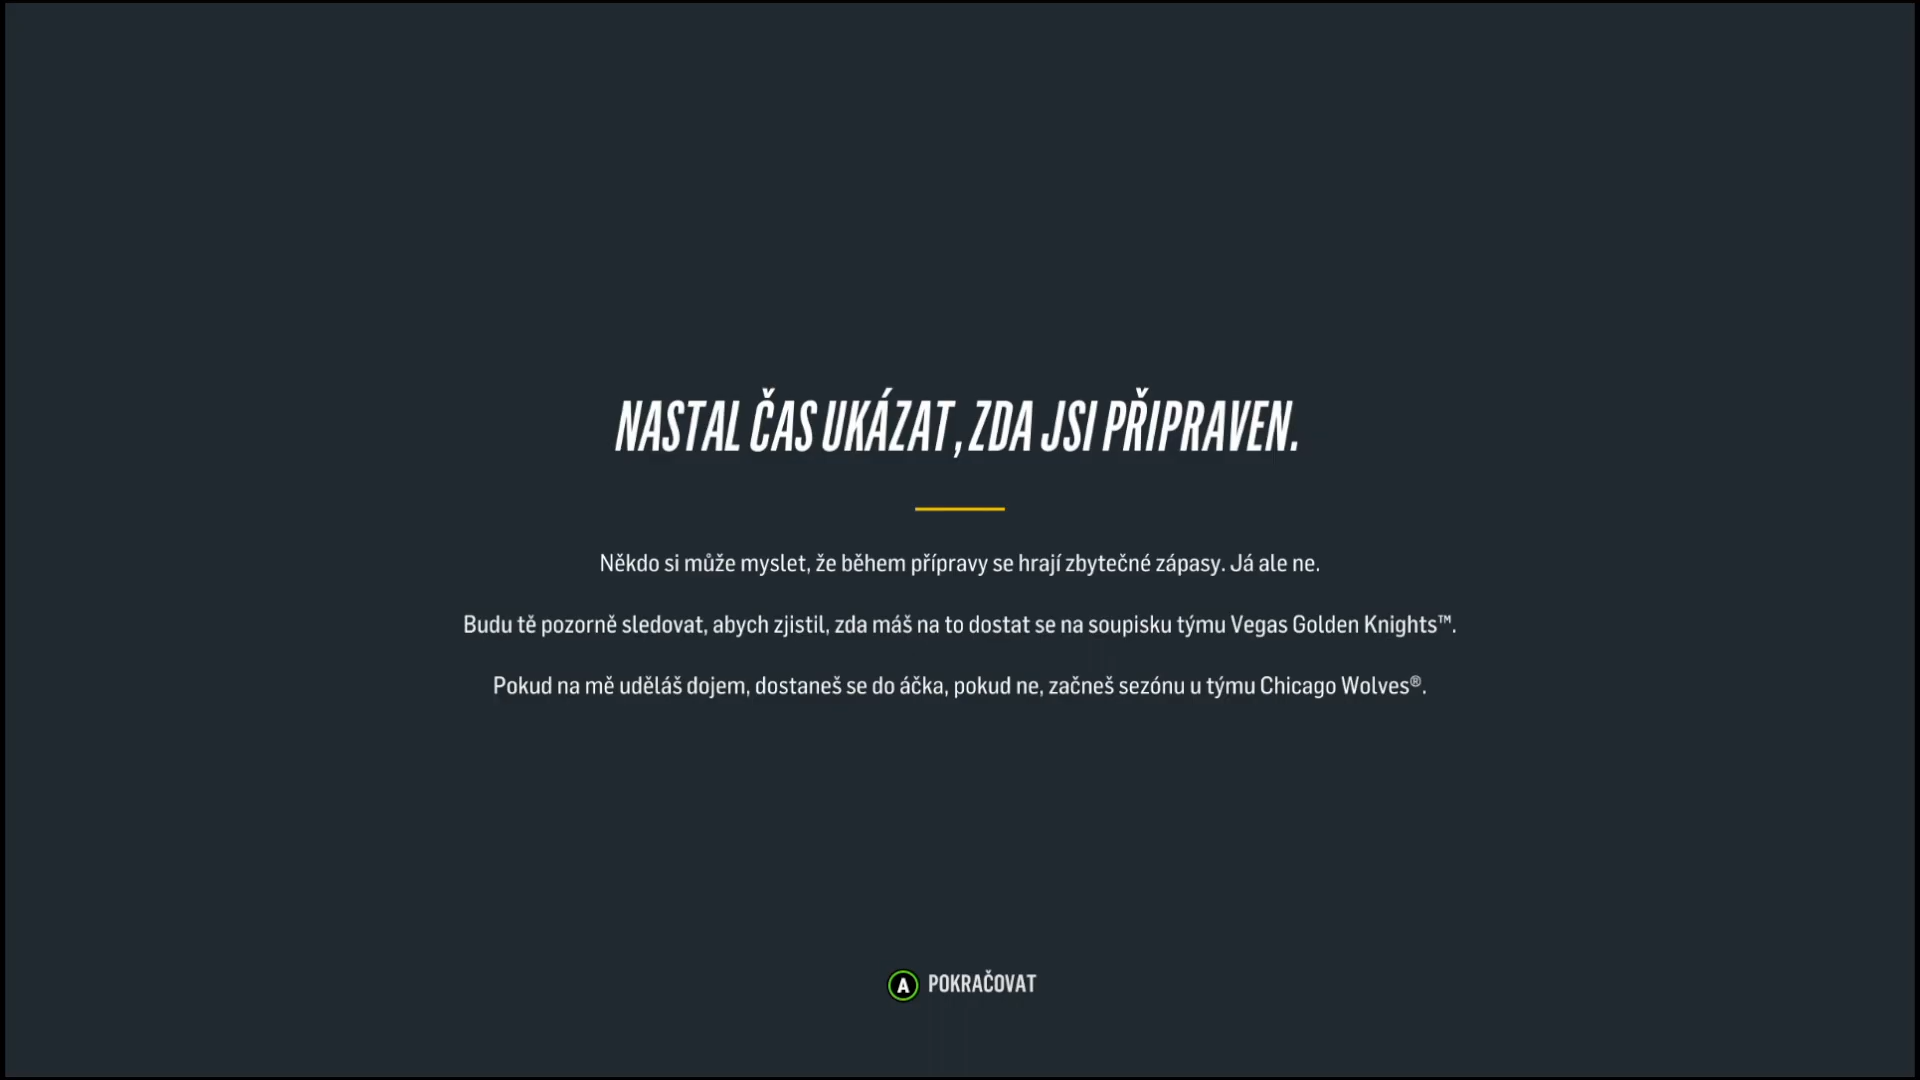 NASTAL ČAS UKÁZAT, ZDA JSI PŘIPRAVEN.
Někdo si může myslet, že během přípravy se hrají zbytečné zápasy. Já ale ne.
Budu tě pozorně sledovat, abych zjistil, zda máš na to dostat se na soupisku týmu Vegas Golden Knights™.
Pokud na mě uděláš dojem, dostaneš se do áčka, pokud ne, začneš sezónu u týmu Chicago Wolves®.
A POKRAČOVAT